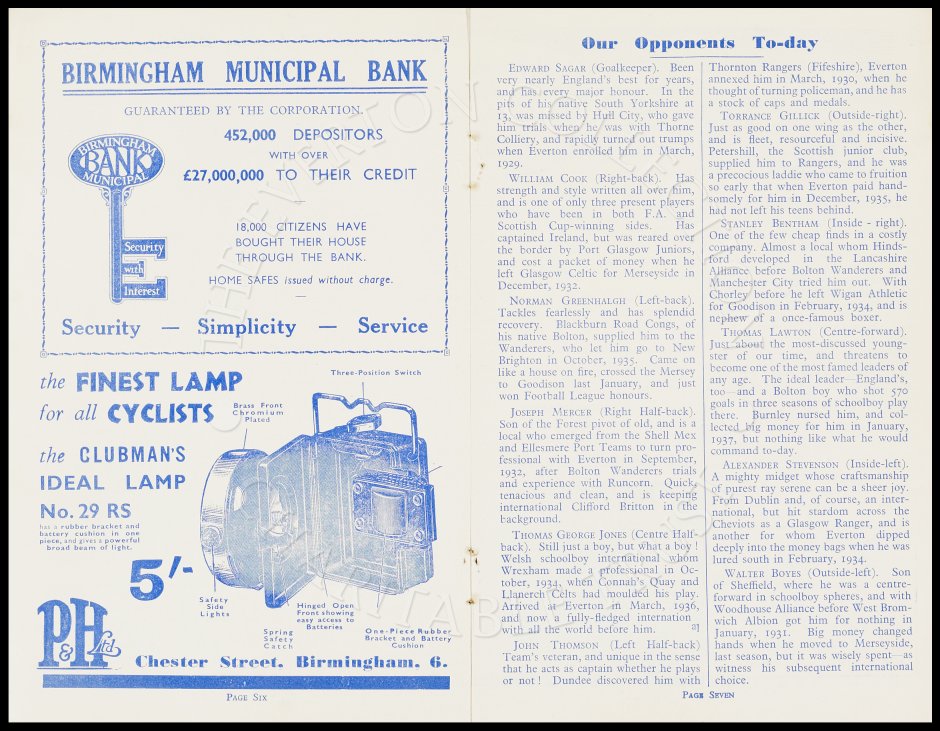 BIRMINGHAM MUNICIPAL BANK
GUARANTEED BY THE CORPORATION.
452,000 DEPOSITORS
WITH OVER
£27,000,000 TO THEIR CREDIT
BIRMINGHAM
BANK
MUNICIPAL
18,000 CITIZENS HAVE
BOUGHT THEIR HOUSE
THROUGH THE BANK.
HOME SAFES issued without charge.
Security
with
Interest
Security — Simplicity — Service
the FINEST LAMP
for all CYCLISTS
the CLUBMAN'S
IDEAL LAMP
No. 29 RS
has a rubber bracket and
battery cushion in one
piece, and gives a powerful
broad beam of light.
5/-
Three-Position Switch
Brass Front
Chromium
Plated
Safety
Side
Lights
Spring
Safety
Catch
Hinged Open
Front showing
easy access to
Batteries
One-Piece Rubber
Bracket and Battery
Cushion.
P&H Ltd.
Chester Street, Birmingham, 6.
PAGE SIX
Our Opponents To-day
EDWARD SAGAR (Goalkeeper). Been
very nearly England's best for years,
and has every major honour. In the
pits of his native South Yorkshire at
13, was missed by Hull City, who gave
him trials when he was with Thorne
Colliery, and rapidly turned out trumps
when Everton enrolled him in March,
1929.
WILLIAM COOK (Right-back). Has
strength and style written all over him,
and is one of only three present players
who have been in both F.A. and
Scottish Cup-winning sides. Has
captained Ireland, but was reared over
the border by Port Glasgow Juniors,
and cost a packet of money when he
left Glasgow Celtic for Merseyside in
December, 1932.
NORMAN GREENHALGH (Left-back).
Tackles fearlessly and has splendid
recovery. Blackburn Road Congs, of
his native Bolton, supplied him to the
Wanderers, who let him go to New
Brighton in October, 1935. Came on
like a house on fire, crossed the Mersey
to Goodison last January, and just
won Football League honours.
JOSEPH MERCER (Right Half-back).
Son of the Forest pivot of old, and is a
local who emerged from the Shell Mex
and Ellesmere Port Teams to turn pro-
fessional with Everton in September,
1932, after Bolton Wanderers trials
and experience with Runcorn. Quick,
tenacious and clean, and is keeping
international Clifford Britton in the
background.
THOMAS GEORGE JONES (Centre Half-
back). Still just a boy, but what a boy !
Welsh schoolboy international whom
Wrexham made a professional in Oc-
tober, 1934, when Connah's Quay and
Llanerch Celts had moulded his play.
Arrived at Everton in March, 1936,
and now a fully-fledged internation
with all the world before him. a]
JOHN THOMSON (Left Half-back)
Team's veteran, and unique in the sense
that he acts as captain whether he plays
or not ! Dundee discovered him with
Thornton Rangers (Fifeshire), Everton
annexed him in March, 1930, when he
thought of turning policeman, and he has
a stock of caps and medals.
TORRANCE GILLICK (Outside-right).
Just as good on one wing as the other,
and is fleet, resourceful and incisive.
Petershill, the Scottish junior club,
supplied him to Rangers, and he was
a precocious laddie who came to fruition
so early that when Everton paid hand-
somely for him in December, 1935, he
had not left his teens behind.
STANLEY BENTHAM (Inside - right).
One of the few cheap finds in a costly
company. Almost a local whom Hinds-
ford developed in the Lancashire
Alliance before Bolton Wanderers and
Manchester City tried him out. With
Chorley before he left Wigan Athletic
for Goodison in February, 1934, and is
nephew of a once-famous boxer.
THOMAS LAWTON (Centre-forward).
Just about the most-discussed young-
ster of our time, and threatens to
become one of the most famed leaders of
any age. The ideal leader—England's,
too—and a Bolton boy who shot 570
goals in three seasons of schoolboy play
there. Burnley nursed him, and col-
lected big money for him in January,
1937, but nothing like what he would
command to-day.
ALEXANDER STEVENSON (Inside-left).
A mighty midget whose craftsmanship
of purest ray serene can be a sheer joy.
From Dublin and, of course, an inter-
national, but hit stardom across the
Cheviots as a Glasgow Ranger, and is
another for whom Everton dipped
deeply into the money bags when he was
lured south in February, 1934.
WALTER BOYES (Outside-left). Son
of Sheffield, where he was a centre-
forward in schoolboy spheres, and with
Woodhouse Alliance before West Brom-
wich Albion got him for nothing in
January, 1931. Big money changed
hands when he moved to Merseyside,
last season, but it was wisely spent—as
witness his subsequent international
choice.
PAGE SEVEN